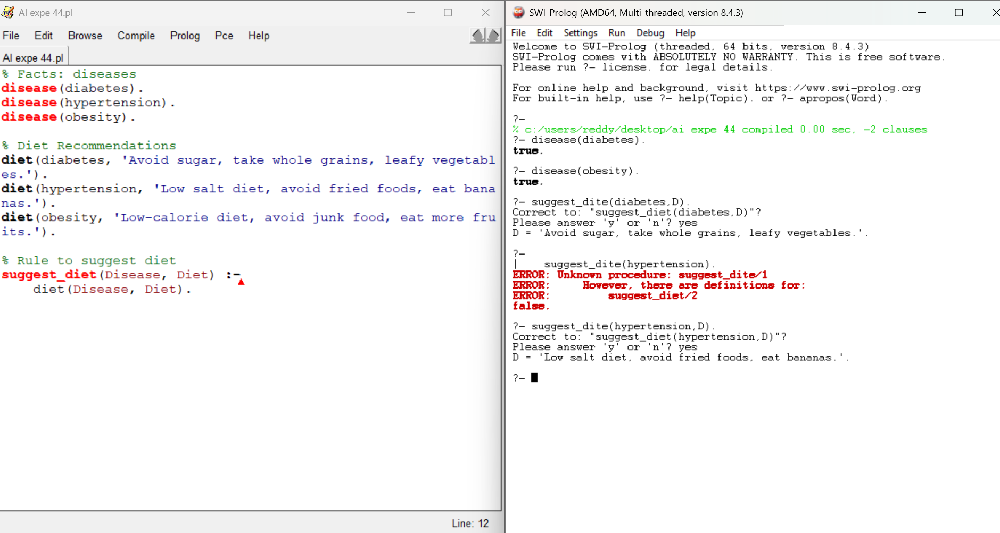 AI expe 44.pl
File Edit Browse Compile Prolog Pce Help
AI expe 44.pl
% Facts: diseases
disease(diabetes).
disease(hypertension).
disease(obesity).
% Diet Recommendations
diet(diabetes, 'Avoid sugar, take whole grains, leafy vegetabl
es.').
diet(hypertension, 'Low salt diet, avoid fried foods, eat bana
nas.').
diet(obesity, 'Low-calorie diet, avoid junk food, eat more fru
its.').
% Rule to suggest diet
suggest_diet(Disease, Diet) :-
    diet(Disease, Diet).
Line: 12
SWI-Prolog (AMD64, Multi-threaded, version 8.4.3)
File Edit Settings Run Debug Help
Welcome to SWI-Prolog (threaded, 64 bits, version 8.4.3)
SWI-Prolog comes with ABSOLUTELY NO WARRANTY. This is free software.
Please run ?- license. for legal details.
For online help and background, visit https://www.swi-prolog.org
For built-in help, use ?- help(Topic). or ?- apropos(Word).
?-
% c:/users/reddy/desktop/ai expe 44 compiled 0.00 sec, -2 clauses
?- disease(diabetes).
true.
?- disease(obesity).
true.
?- suggest_dite(diabetes,D).
Correct to: "suggest_diet(diabetes,D)"?
Please answer 'y' or 'n'? yes
D = 'Avoid sugar, take whole grains, leafy vegetables.'.
?-
|    suggest_dite(hypertension).
ERROR: Unknown procedure: suggest_dite/1
ERROR:     However, there are definitions for:
ERROR:         suggest_diet/2
false.
?- suggest_dite(hypertension,D).
Correct to: "suggest_diet(hypertension,D)"?
Please answer 'y' or 'n'? yes
D = 'Low salt diet, avoid fried foods, eat bananas.'.
?-